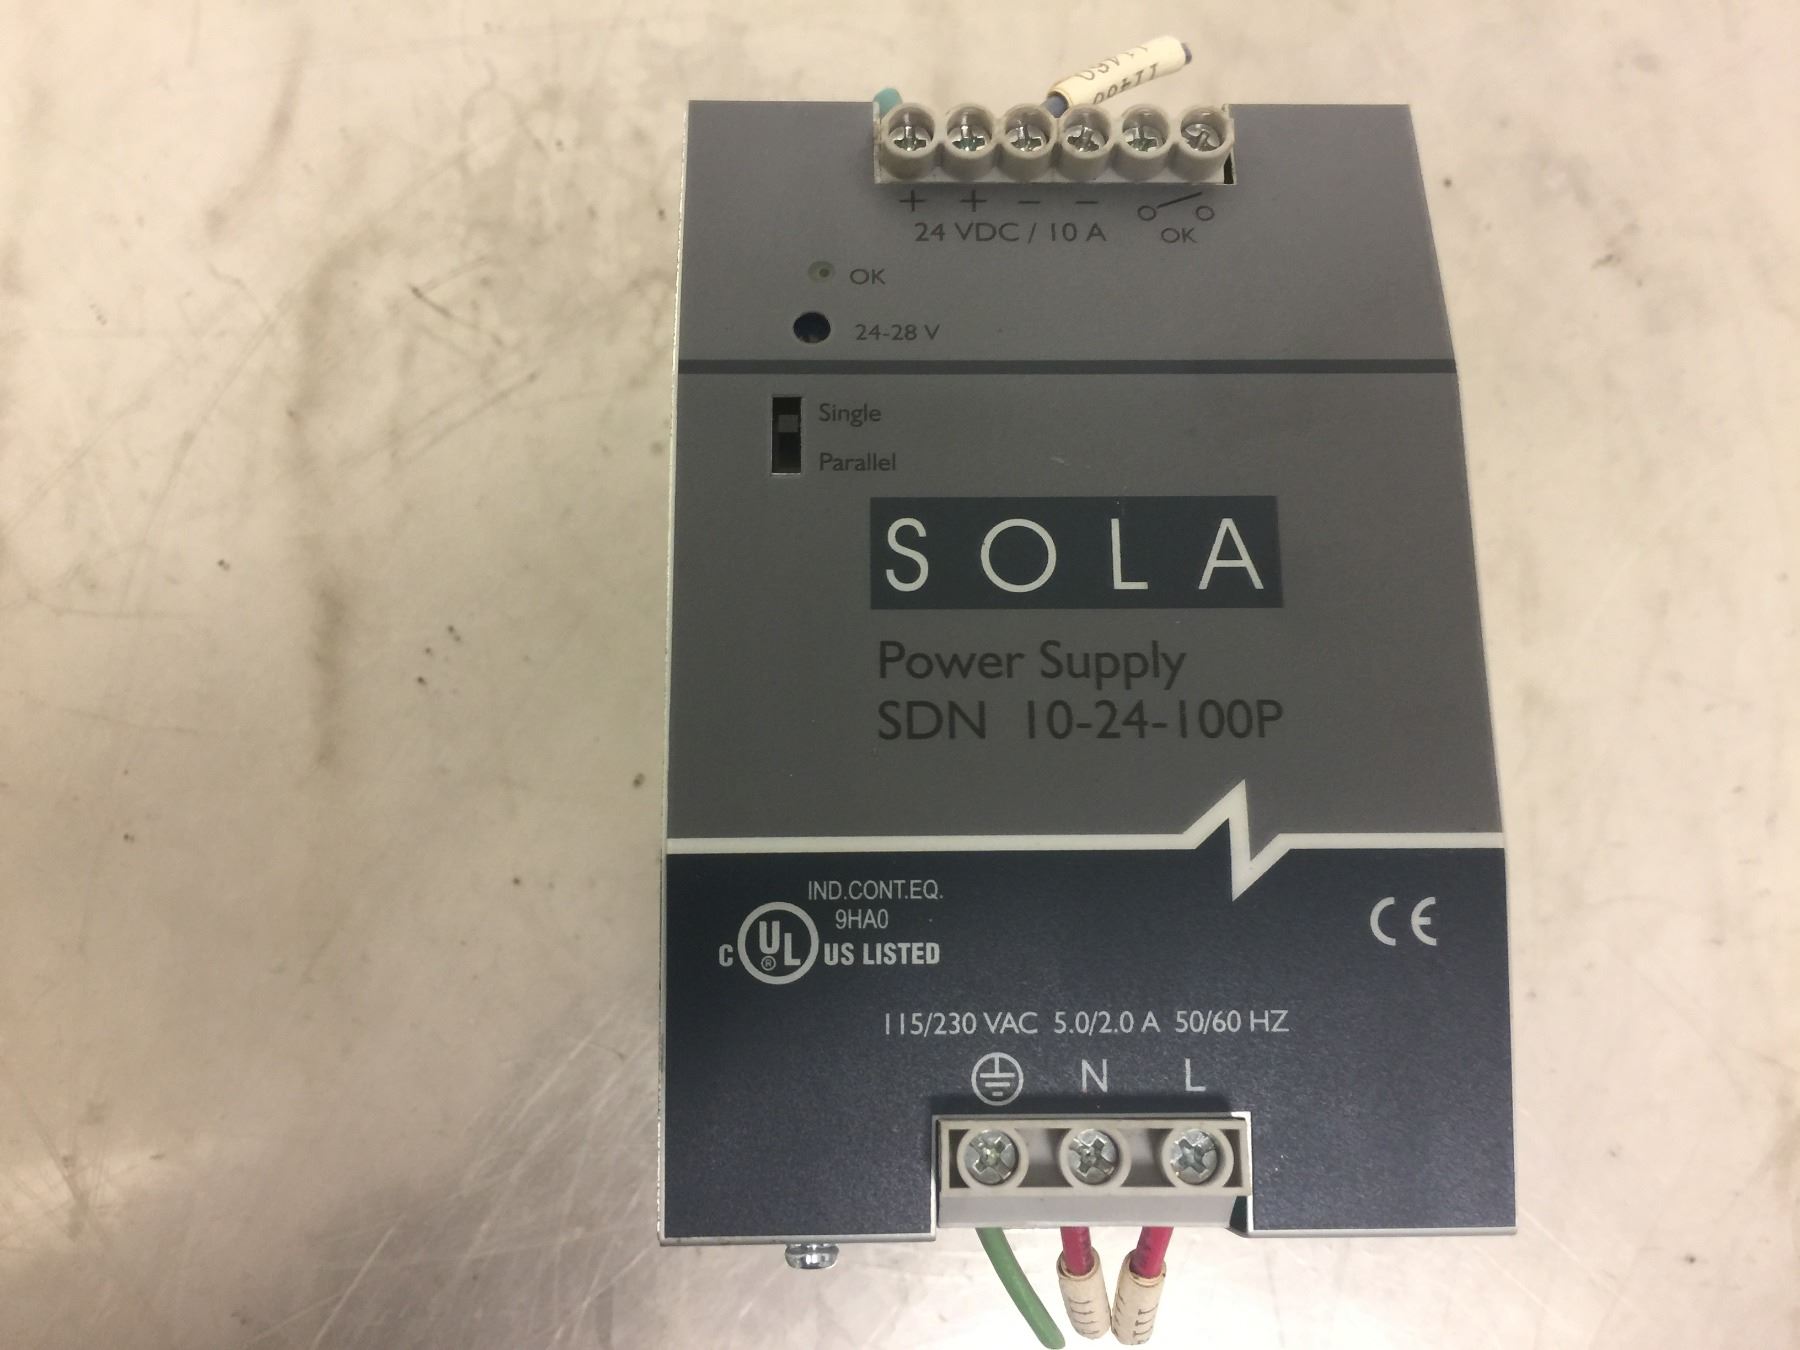 + + - -
24 VDC / 10 A
OK
OK
24-28 V
Single
Parallel
SOLA
Power Supply
SDN 10-24-100P
IND.CONT.EQ.
9HA0
C UL ® US LISTED
CE
115/230 VAC 5.0/2.0 A 50/60 HZ
N L